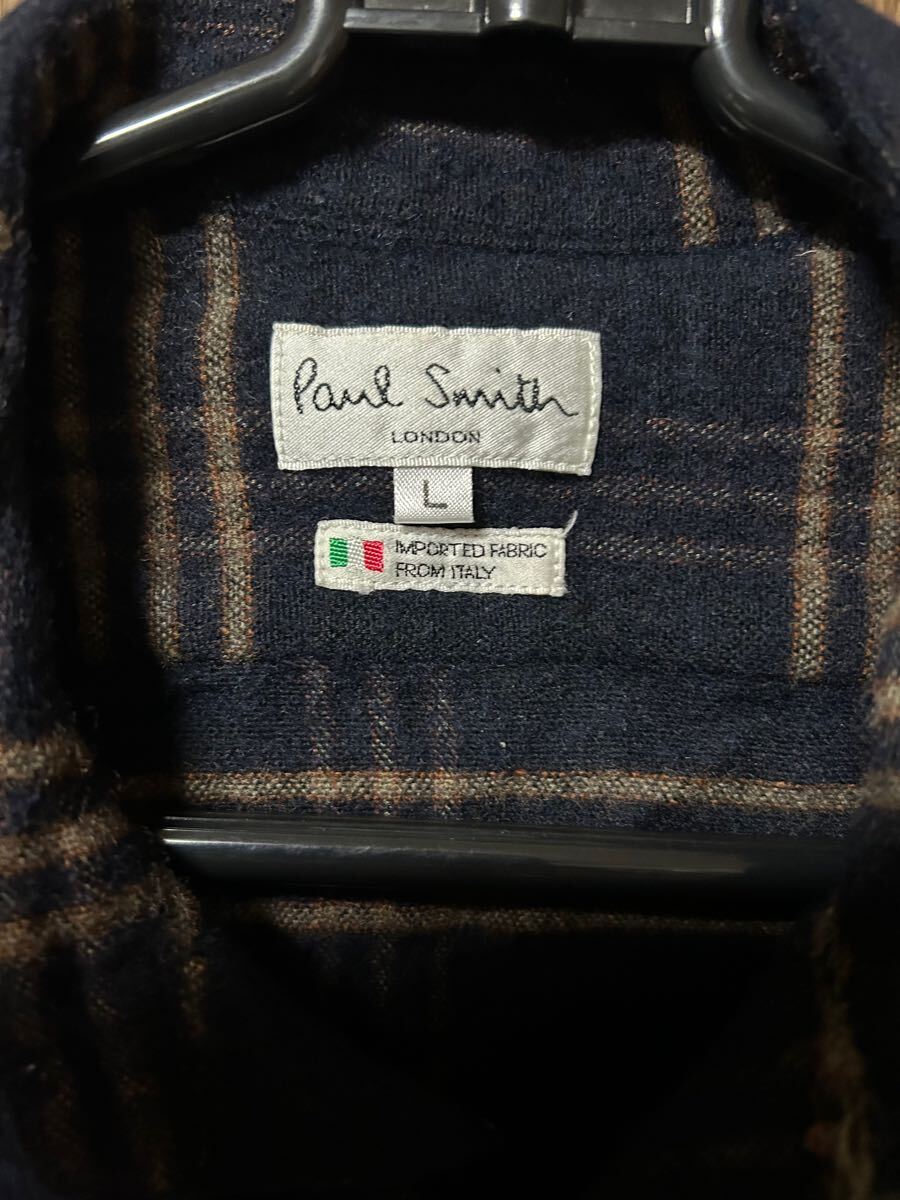 Paul Smith
LONDON
L
IMPORTED FABRIC
FROM ITALY